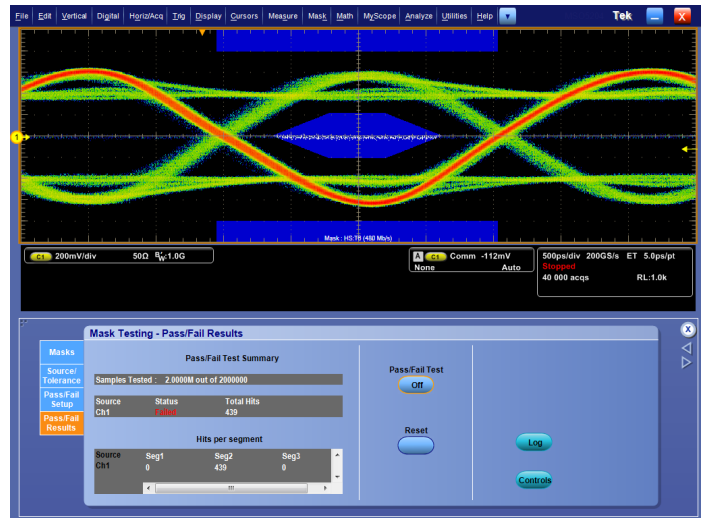 File Edit Vertical Digital Horiz/Acq Trig Display Cursors Measure Mask Math MyScope Analyze Utilities Help Tek X
1
Mask : HS:T6 (480 Mb/s)
C1 200mV/div 50Ω BW:1.0G
A C1 Comm -112mV
None Auto
500ps/div 200GS/s ET 5.0ps/pt
Stopped
40 000 acqs RL:1.0k
Mask Testing - Pass/Fail Results
Masks
Source/
Tolerance
Pass/Fail
Setup
Pass/Fail
Results
Pass/Fail Test Summary
Samples Tested : 2.0000M out of 2000000
Source Status Total Hits
Ch1 Failed 439
Hits per segment
Source Seg1 Seg2 Seg3
Ch1 0 439 0
Pass/Fail Test
Off
Reset
Log
Controls
X